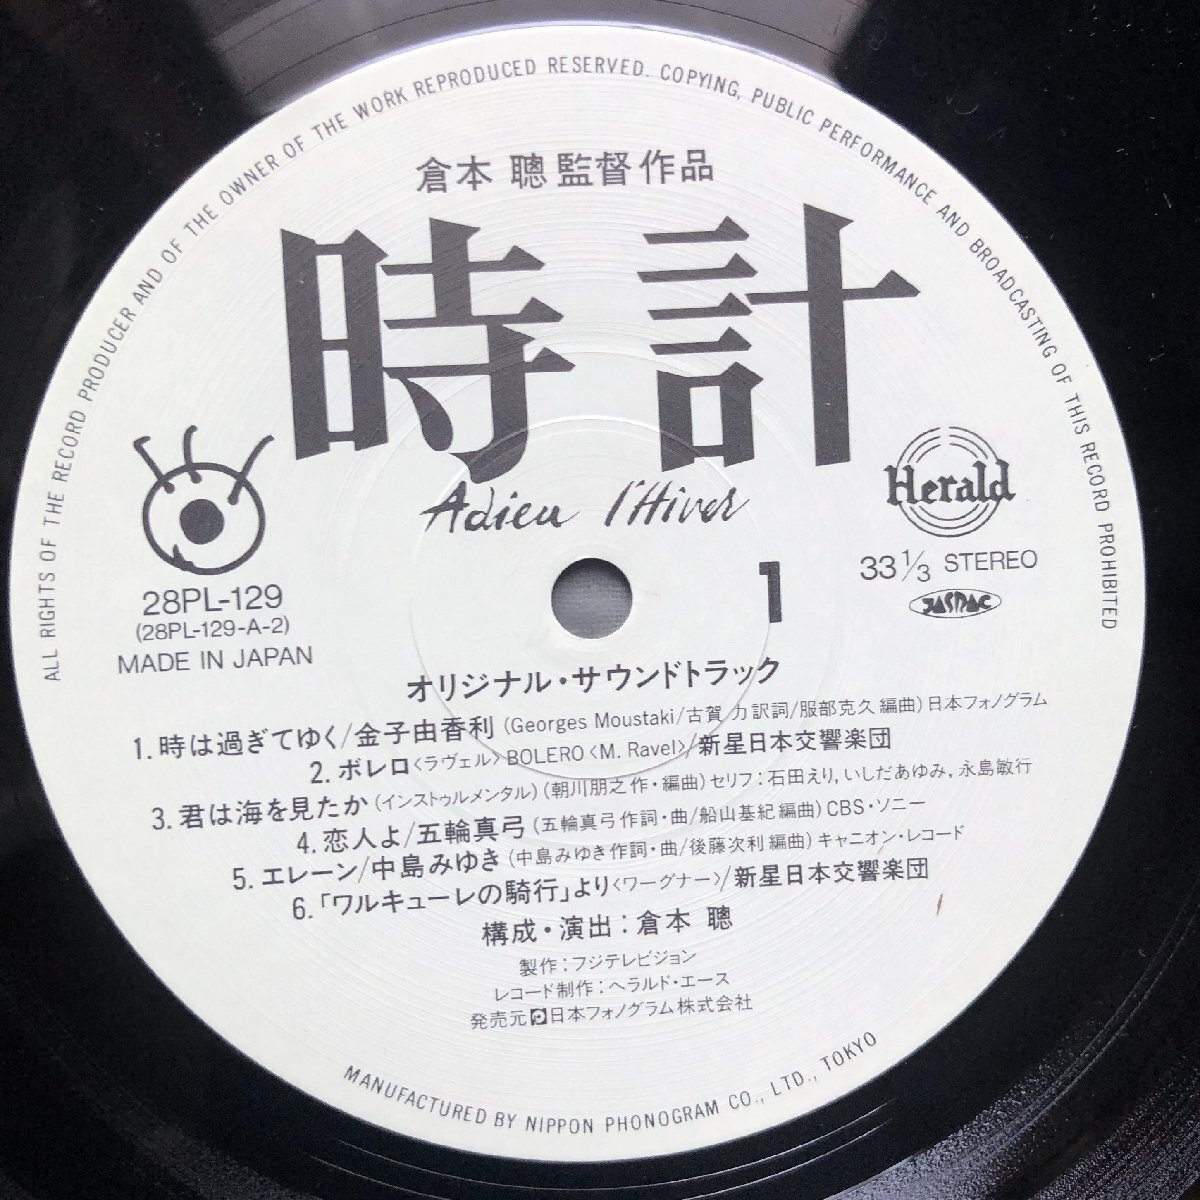 ALL RIGHTS OF THE RECORD PRODUCER AND OF THE OWNER OF THE WORK REPRODUCED RESERVED. COPYING, PUBLIC PERFORMANCE AND BROADCASTING OF THIS RECORD PROHIBITED
倉本 聰監督作品
時計
Adieu l'Hiver
Herald
28PL-129
(28PL-129-A-2)
MADE IN JAPAN
1
33 1/3 STEREO
JASRAC
オリジナル・サウンドトラック
1. 時は過ぎてゆく/金子由香利 (Georges Moustaki/古賀 力訳詞/服部克久編曲) 日本フォノグラム
2. ボレロ〈ラヴェル〉BOLERO〈M. Ravel〉/新星日本交響楽団
3. 君は海を見たか (インストゥルメンタル) (朝川朋之作・編曲) セリフ：石田えり, いしだあゆみ, 永島敏行
4. 恋人よ/五輪真弓 (五輪真弓作詞・曲/船山基紀編曲) CBS・ソニー
5. エレーン/中島みゆき (中島みゆき作詞・曲/後藤次利編曲) キャニオン・レコード
6. 「ワルキューレの騎行」より〈ワーグナー〉/新星日本交響楽団
構成・演出：倉本 聰
製作：フジテレビジョン
レコード制作：ヘラルド・エース
発売元 日本フォノグラム株式会社
MANUFACTURED BY NIPPON PHONOGRAM CO., LTD., TOKYO